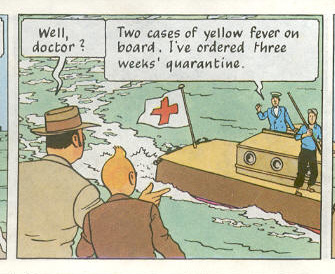 Well,
doctor ?
Two cases of yellow fever on
board. I've ordered three
weeks' quarantine.